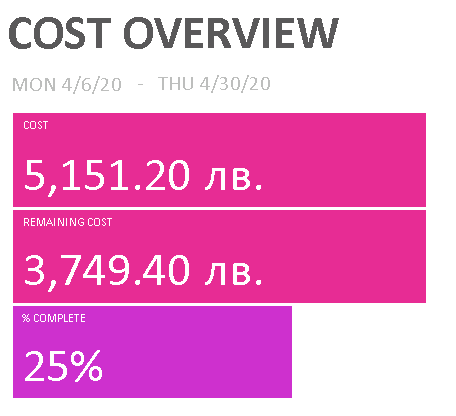 COST OVERVIEW
MON 4/6/20 - THU 4/30/20
COST
5,151.20 лв.
REMAINING COST
3,749.40 лв.
% COMPLETE
25%